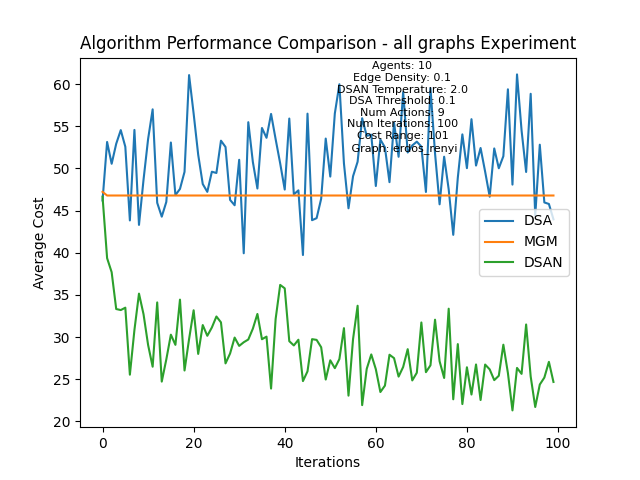 Algorithm Performance Comparison - all graphs Experiment
Agents: 10
Edge Density: 0.1
DSAN Temperature: 2.0
DSA Threshold: 0.1
Num Actions: 9
Num Iterations: 100
Cost Range: 101
Graph: erdos_renyi
60
55
50
45
40
35
30
25
20
Average Cost
DSA
MGM
DSAN
0
20
40
60
80
100
Iterations